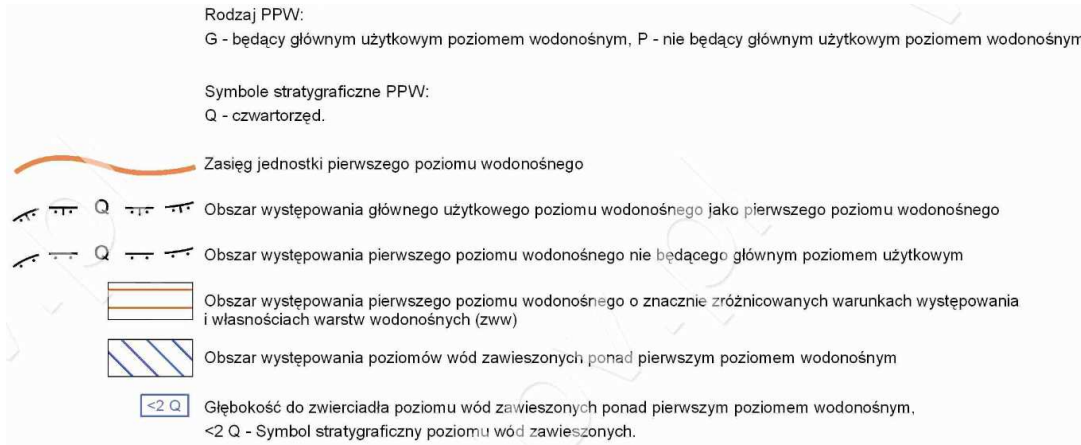 Rodzaj PPW:
G - będący głównym użytkowym poziomem wodonośnym, P - nie będący głównym użytkowym poziomem wodonośnym
Symbole stratygraficzne PPW:
Q - czwartorzęd.
Zasięg jednostki pierwszego poziomu wodonośnego
Q Obszar występowania głównego użytkowego poziomu wodonośnego jako pierwszego poziomu wodonośnego
Q Obszar występowania pierwszego poziomu wodonośnego nie będącego głównym poziomem użytkowym
Obszar występowania pierwszego poziomu wodonośnego o znacznie zróżnicowanych warunkach występowania
i własnościach warstw wodonośnych (zww)
Obszar występowania poziomów wód zawieszonych ponad pierwszym poziomem wodonośnym
<2 Q Głębokość do zwierciadła poziomu wód zawieszonych ponad pierwszym poziomem wodonośnym,
<2 Q - Symbol stratygraficzny poziomu wód zawieszonych.